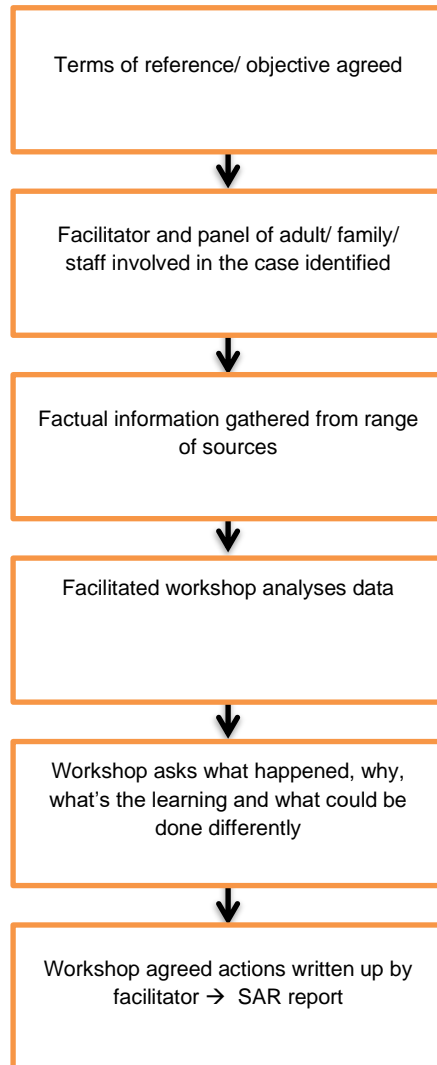 Terms of reference/ objective agreed
Facilitator and panel of adult/ family/
staff involved in the case identified
Factual information gathered from range
of sources
Facilitated workshop analyses data
Workshop asks what happened, why,
what’s the learning and what could be
done differently
Workshop agreed actions written up by
facilitator → SAR report